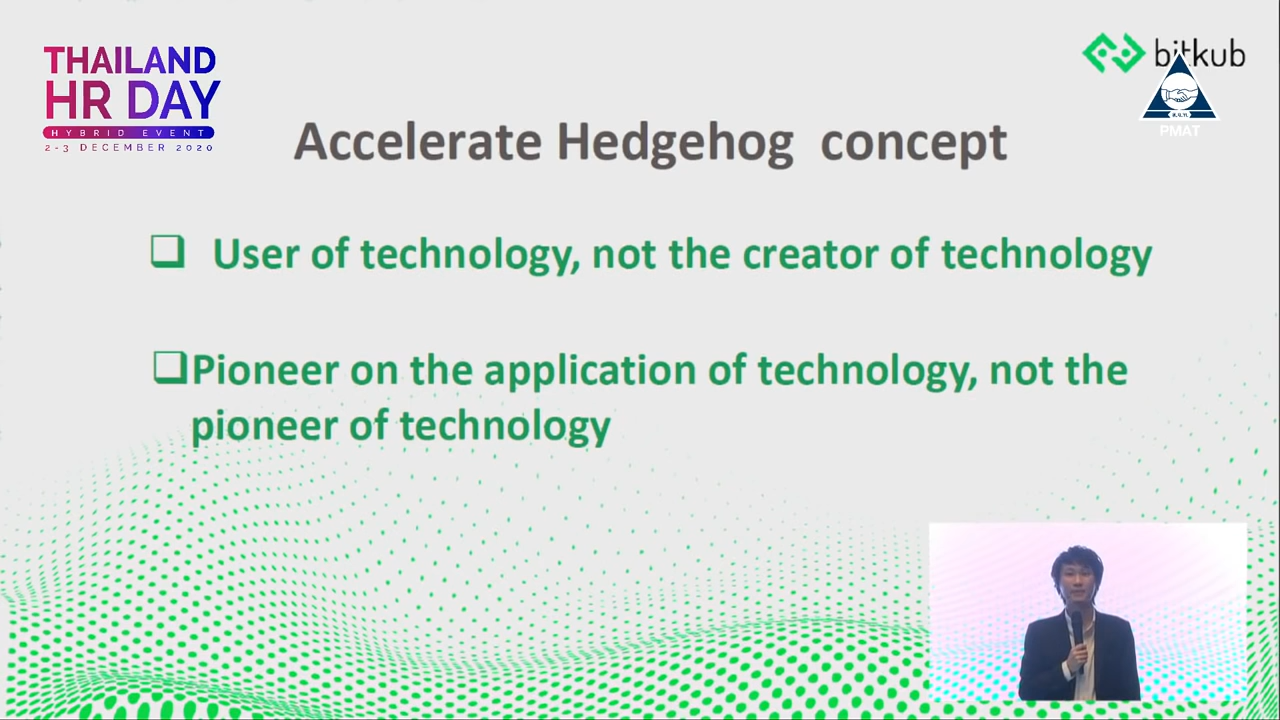 THAILAND
HR DAY
HYBRID EVENT
2-3 DECEMBER 2020
bitkub
PMAT
Accelerate Hedgehog concept
User of technology, not the creator of technology
Pioneer on the application of technology, not the
pioneer of technology